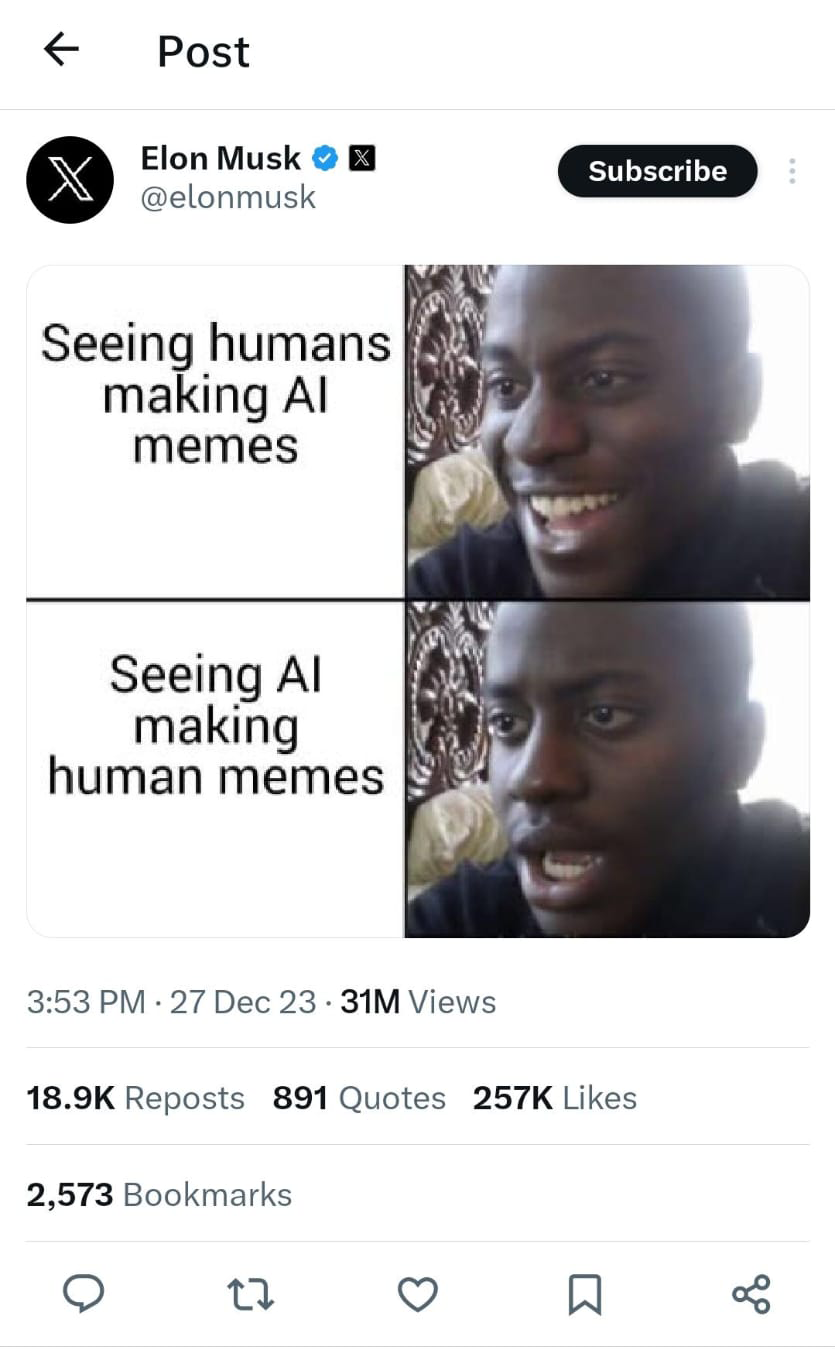 Post
Elon Musk
@elonmusk
Subscribe
Seeing humans
making AI
memes
Seeing AI
making
human memes
3:53 PM · 27 Dec 23 · 31M Views
18.9K Reposts 891 Quotes 257K Likes
2,573 Bookmarks